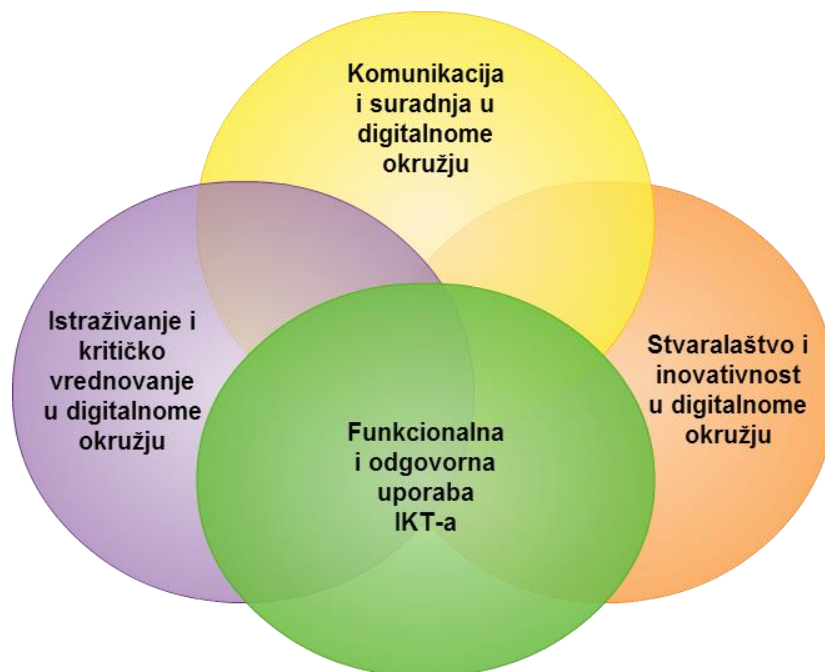 Komunikacija
i suradnja u
digitalnome
okružju
Istraživanje i
kritičko
vrednovanje
u digitalnome
okružju
Stvaralaštvo i
inovativnost
u digitalnome
okružju
Funkcionalna
i odgovorna
uporaba
IKT-a